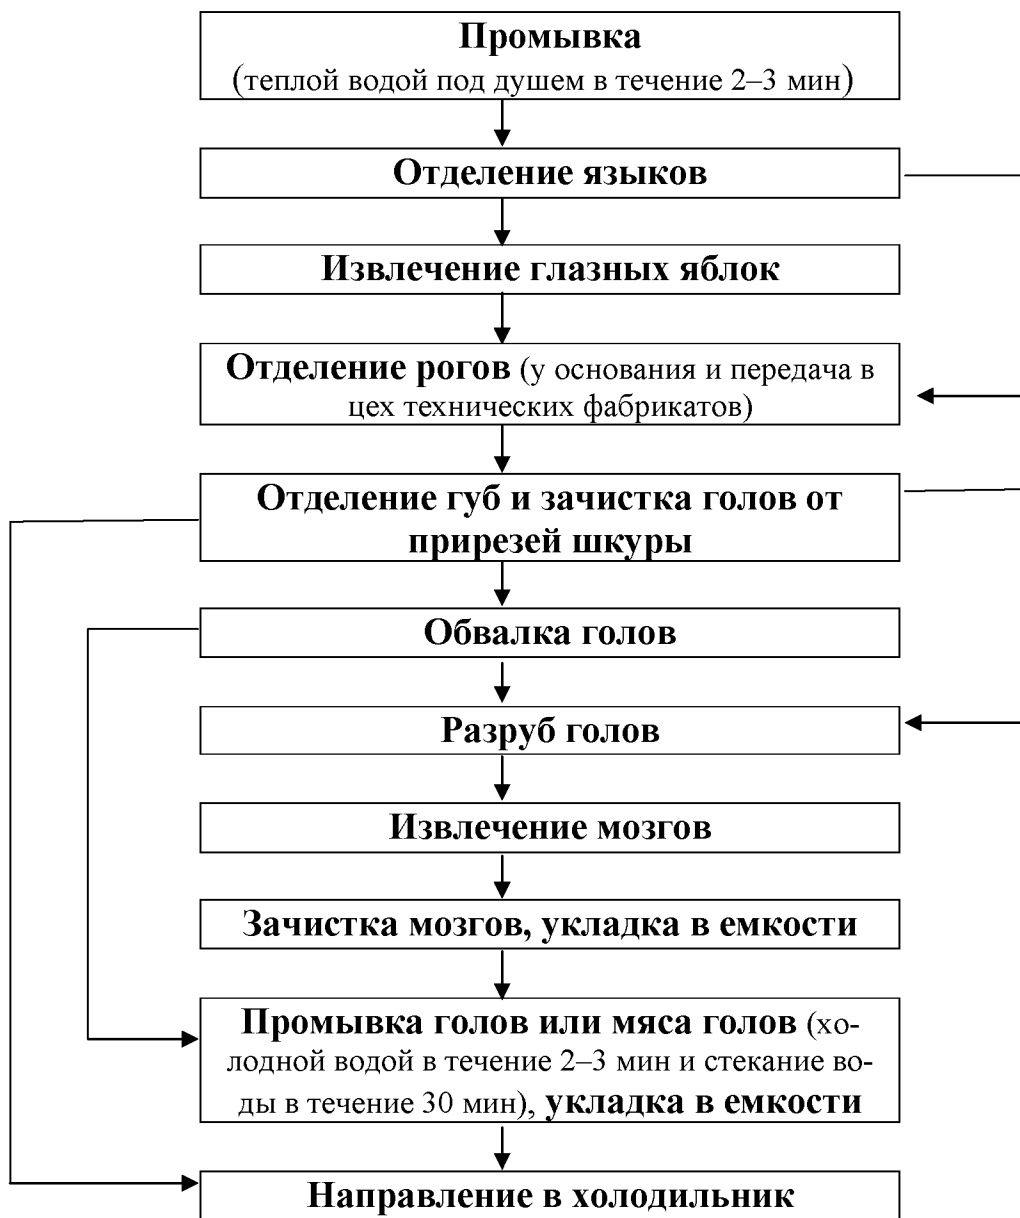 Промывка
(теплой водой под душем в течение 2–3 мин)
Отделение языков
Извлечение глазных яблок
Отделение рогов (у основания и передача в
цех технических фабрикатов)
Отделение губ и зачистка голов от
прирезей шкуры
Обвалка голов
Разруб голов
Извлечение мозгов
Зачистка мозгов, укладка в емкости
Промывка голов или мяса голов (хо-
лодной водой в течение 2–3 мин и стекание во-
ды в течение 30 мин), укладка в емкости
Направление в холодильник